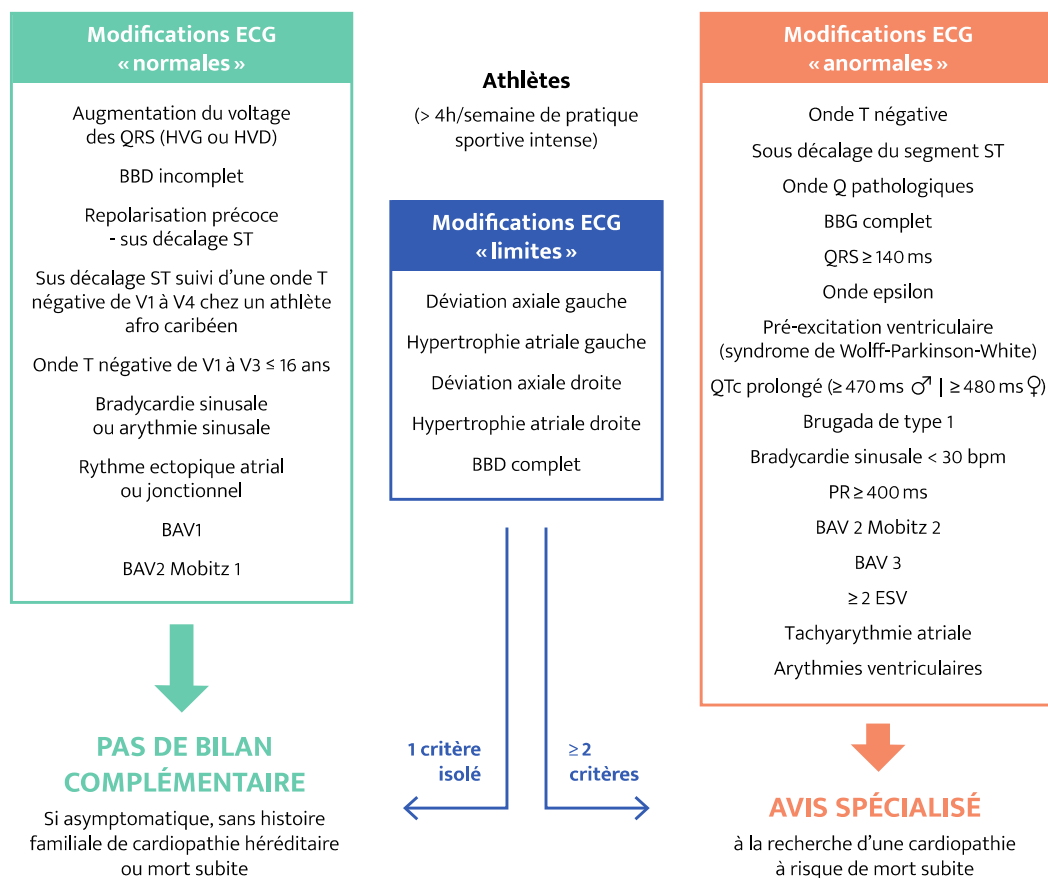 Modifications ECG
« normales »
Augmentation du voltage
des QRS (HVG ou HVD)
BBD incomplet
Repolarisation précoce
- sus décalage ST
Sus décalage ST suivi d'une onde T
négative de V1 à V4 chez un athlète
afro caribéen
Onde T négative de V1 à V3 ≤ 16 ans
Bradycardie sinusale
ou arythmie sinusale
Rythme ectopique atrial
ou jonctionnel
BAV1
BAV2 Mobitz 1
PAS DE BILAN
COMPLÉMENTAIRE
Si asymptomatique, sans histoire
familiale de cardiopathie héréditaire
ou mort subite
Athlètes
(> 4h/semaine de pratique
sportive intense)
Modifications ECG
« limites »
Déviation axiale gauche
Hypertrophie atriale gauche
Déviation axiale droite
Hypertrophie atriale droite
BBD complet
1 critère
isolé
≥ 2
critères
Modifications ECG
« anormales »
Onde T négative
Sous décalage du segment ST
Onde Q pathologiques
BBG complet
QRS ≥ 140 ms
Onde epsilon
Pré-excitation ventriculaire
(syndrome de Wolff-Parkinson-White)
QTc prolongé (≥ 470 ms ♂ | ≥ 480 ms ♀)
Brugada de type 1
Bradycardie sinusale < 30 bpm
PR ≥ 400 ms
BAV 2 Mobitz 2
BAV 3
≥ 2 ESV
Tachyarythmie atriale
Arythmies ventriculaires
AVIS SPÉCIALISÉ
à la recherche d'une cardiopathie
à risque de mort subite